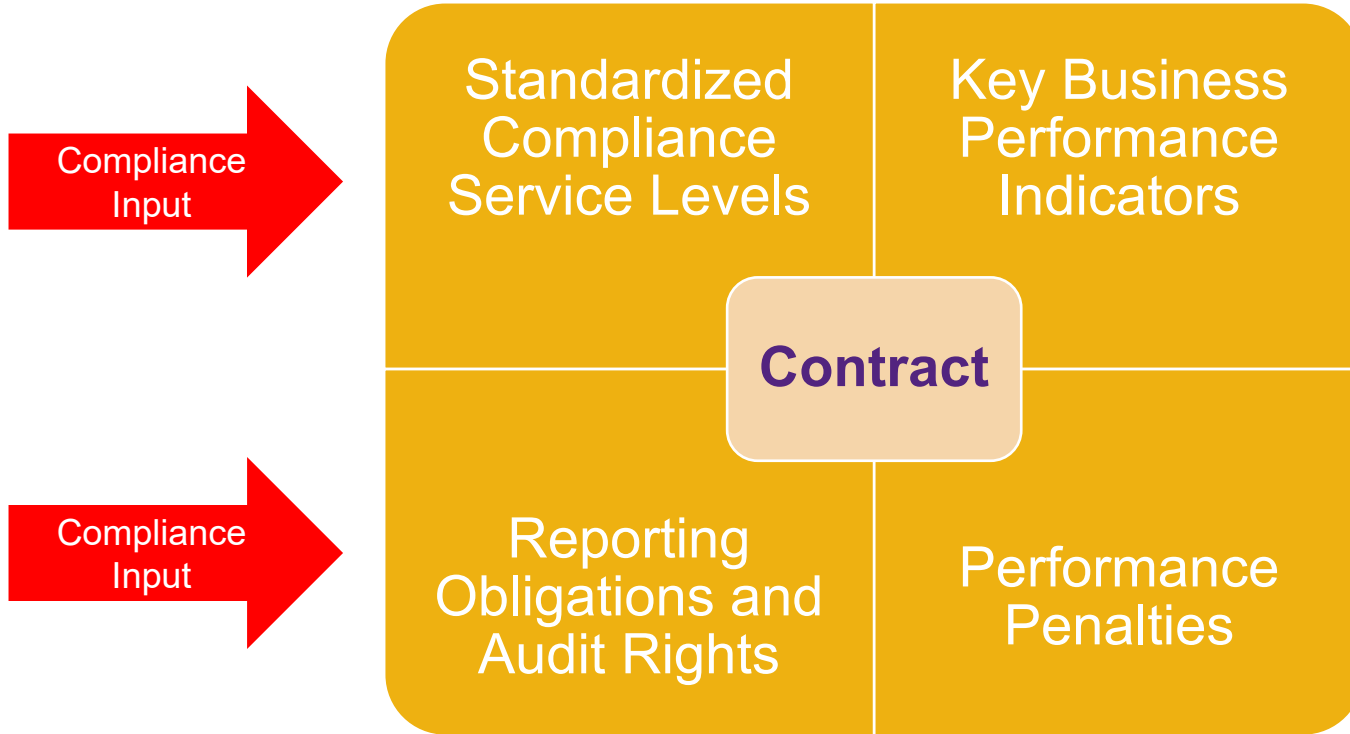 Compliance
Input
Standardized
Compliance
Service Levels
Key Business
Performance
Indicators
Contract
Compliance
Input
Reporting
Obligations and
Audit Rights
Performance
Penalties